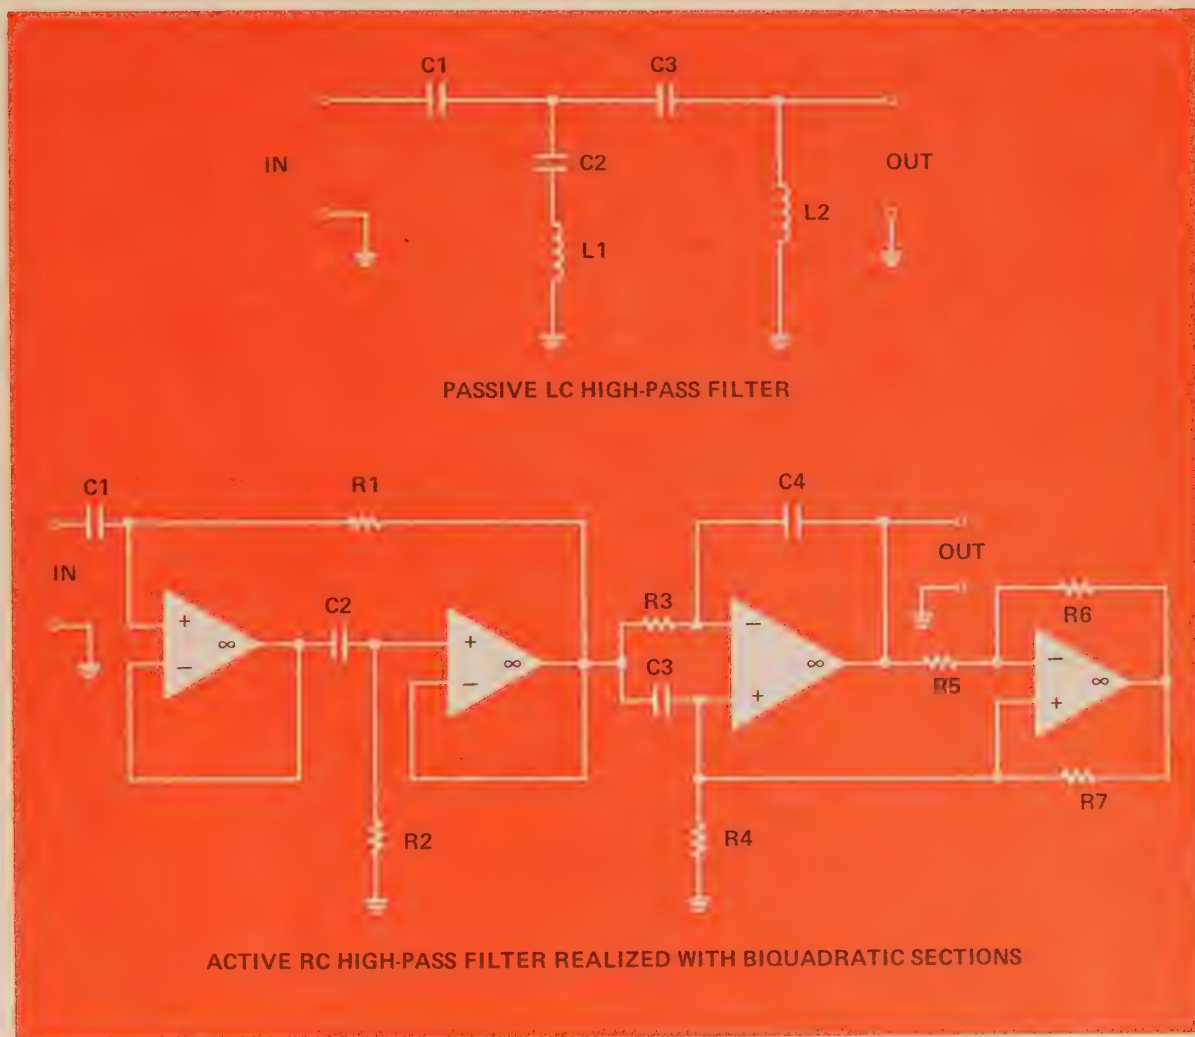 C1
C3
IN
C2
OUT
L2
L1
PASSIVE LC HIGH-PASS FILTER
C1
R1
C4
IN
OUT
C2
R3
R6
+
∞
−
+
∞
−
−
∞
+
−
∞
+
C3
R5
R7
R2
R4
ACTIVE RC HIGH-PASS FILTER REALIZED WITH BIQUADRATIC SECTIONS